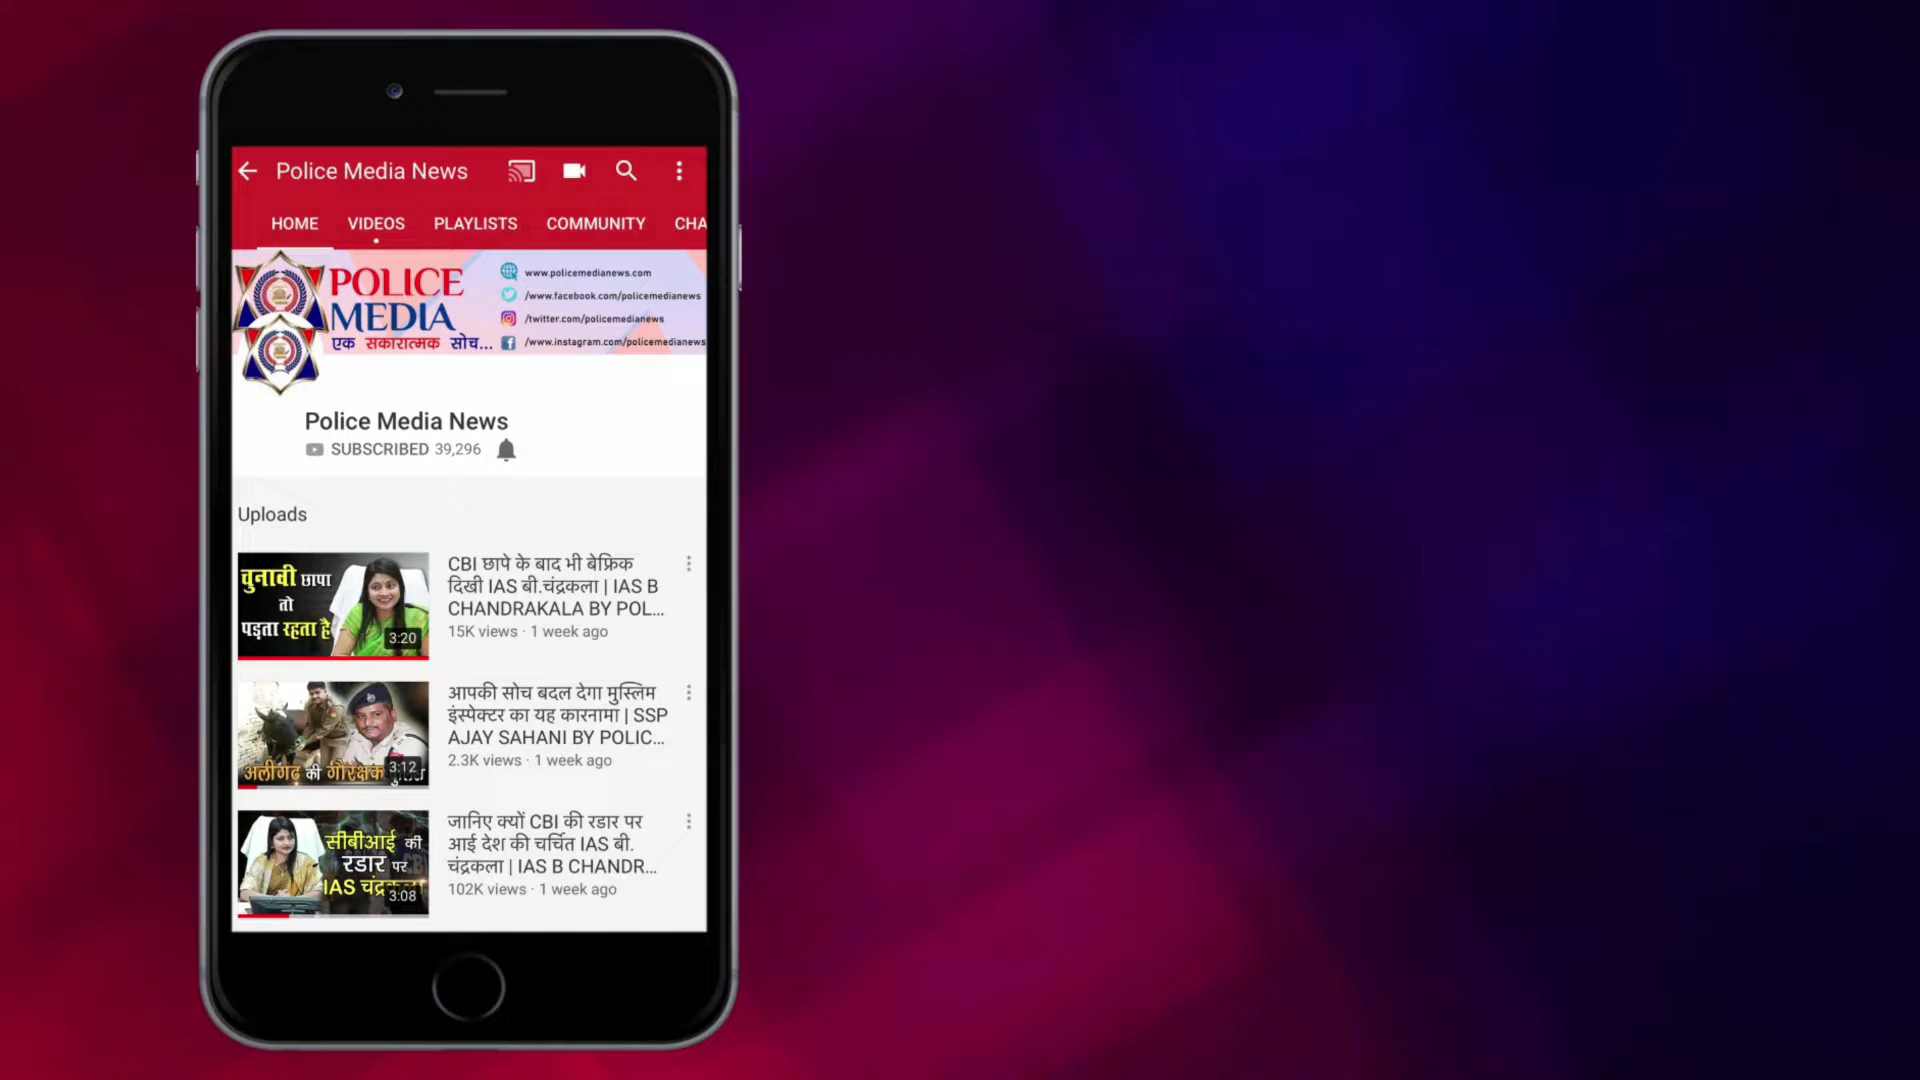 Police Media News
HOME VIDEOS PLAYLISTS COMMUNITY CHA
POLICE
MEDIA
एक सकारात्मक सोच...
www.policemedianews.com
/www.facebook.com/policemedianews
/twitter.com/policemedianews
/www.instagram.com/policemedianews
Police Media News
SUBSCRIBED 39,296
Uploads
चुनावी छापा
तो
पड़ता रहता है
3:20
CBI छापे के बाद भी बेफ्रिक
दिखी IAS बी.चंद्रकला | IAS B
CHANDRAKALA BY POL...
15K views · 1 week ago
अलीगढ की गौरक्षक
3:12
आपकी सोच बदल देगा मुस्लिम
इंस्पेक्टर का यह कारनामा | SSP
AJAY SAHANI BY POLIC...
2.3K views · 1 week ago
सीबीआई की
रडार पर
IAS चंद्रकला
3:08
जानिए क्यों CBI की रडार पर
आई देश की चर्चित IAS बी.
चंद्रकला | IAS B CHANDR...
102K views · 1 week ago